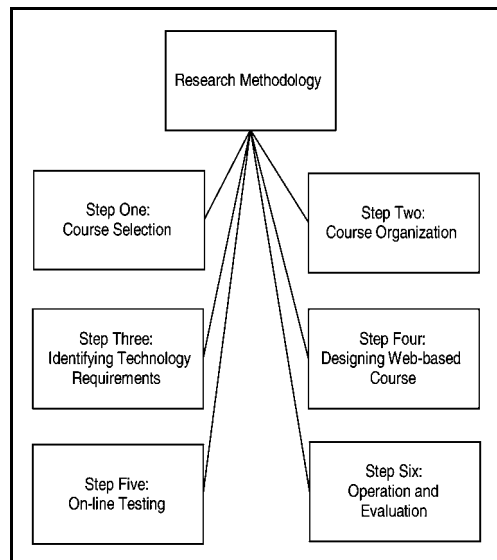 Research Methodology
Step One:
Course Selection
Step Two:
Course Organization
Step Three:
Identifying Technology
Requirements
Step Four:
Designing Web-based
Course
Step Five:
On-line Testing
Step Six:
Operation and
Evaluation